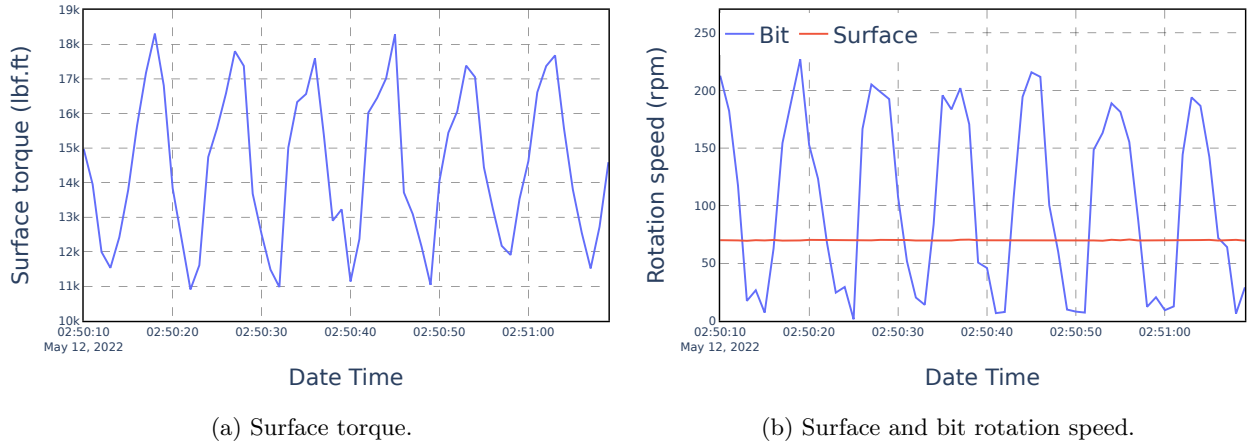 19k
18k
17k
16k
15k
14k
13k
12k
11k
10k
Surface torque (lbf.ft)
02:50:10 02:50:20 02:50:30 02:50:40 02:50:50 02:51:00
May 12, 2022
Date Time
(a) Surface torque.
Bit Surface
250
200
150
100
50
0
Rotation speed (rpm)
02:50:10 02:50:20 02:50:30 02:50:40 02:50:50 02:51:00
May 12, 2022
Date Time
(b) Surface and bit rotation speed.